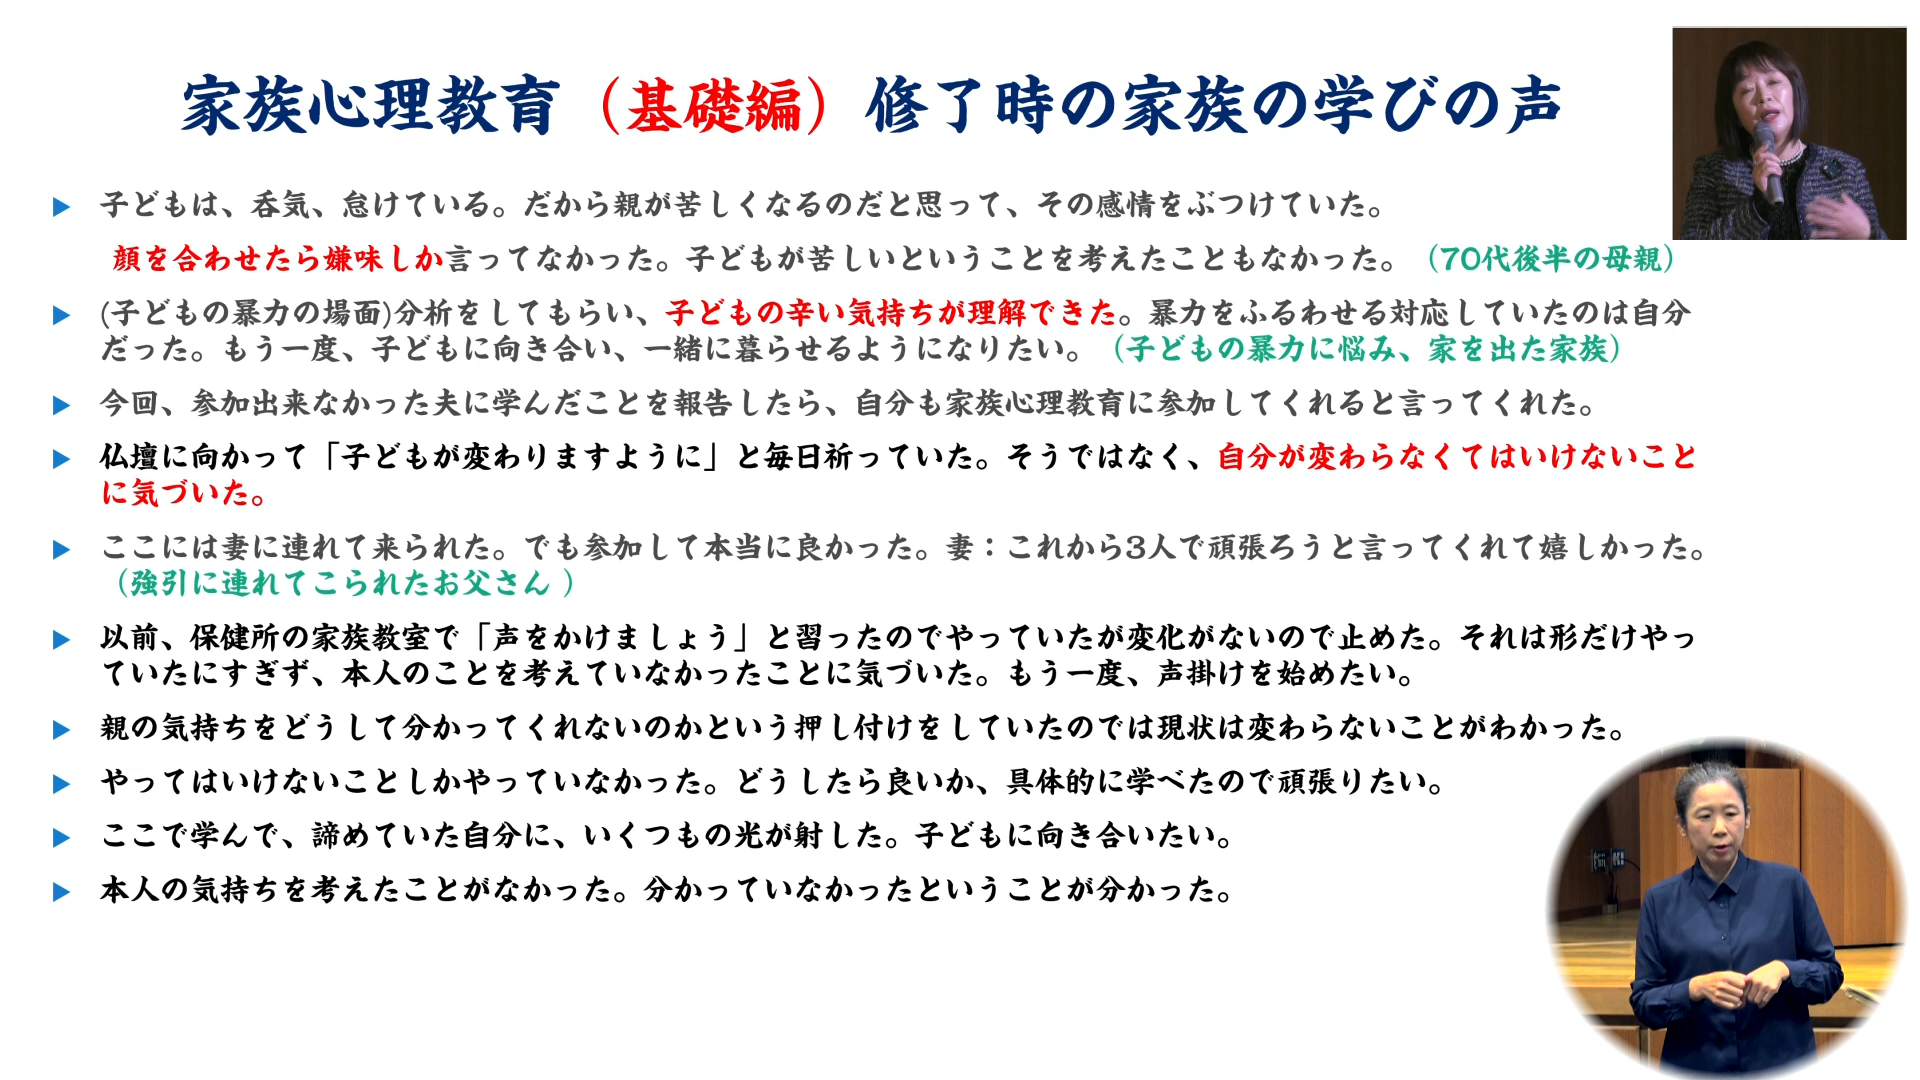 家族心理教育（基礎編）修了時の家族の学びの声
子どもは、呑気、怠けている。だから親が苦しくなるのだと思って、その感情をぶつけていた。
顔を合わせたら嫌味しか言ってなかった。子どもが苦しいということを考えたこともなかった。（70代後半の母親）
(子どもの暴力の場面)分析をしてもらい、子どもの辛い気持ちが理解できた。暴力をふるわせる対応していたのは自分
だった。もう一度、子どもに向き合い、一緒に暮らせるようになりたい。（子どもの暴力に悩み、家を出た家族）
今回、参加出来なかった夫に学んだことを報告したら、自分も家族心理教育に参加してくれると言ってくれた。
仏壇に向かって「子どもが変わりますように」と毎日祈っていた。そうではなく、自分が変わらなくてはいけないこと
に気づいた。
ここには妻に連れて来られた。でも参加して本当に良かった。妻：これから3人で頑張ろうと言ってくれて嬉しかった。
（強引に連れてこられたお父さん ）
以前、保健所の家族教室で「声をかけましょう」と習ったのでやっていたが変化がないので止めた。それは形だけやっ
ていたにすぎず、本人のことを考えていなかったことに気づいた。もう一度、声掛けを始めたい。
親の気持ちをどうして分かってくれないのかという押し付けをしていたのでは現状は変わらないことがわかった。
やってはいけないことしかやっていなかった。どうしたら良いか、具体的に学べたので頑張りたい。
ここで学んで、諦めていた自分に、いくつもの光が射した。子どもに向き合いたい。
本人の気持ちを考えたことがなかった。分かっていなかったということが分かった。